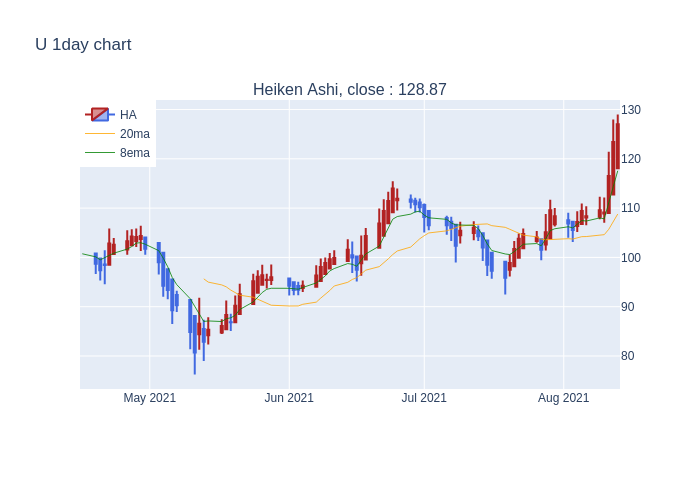 U 1day chart
Heiken Ashi, close : 128.87
HA
20ma
8ema
130
120
110
100
90
80
May 2021
Jun 2021
Jul 2021
Aug 2021